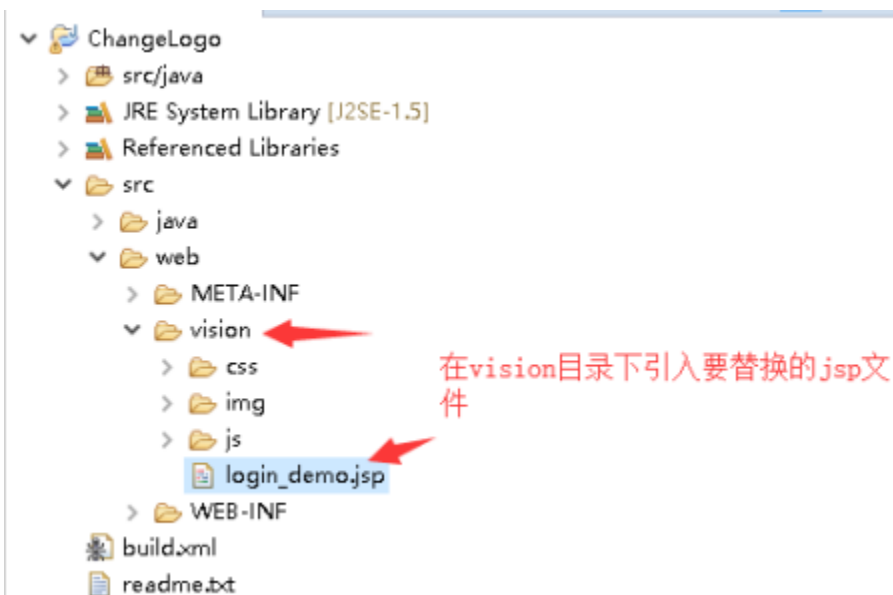 ChangeLogo
src/java
JRE System Library [J2SE-1.5]
Referenced Libraries
src
java
web
META-INF
vision
css
在vision目录下引入要替换的jsp文
img
件
js
login_demo.jsp
WEB-INF
build.xml
readme.txt